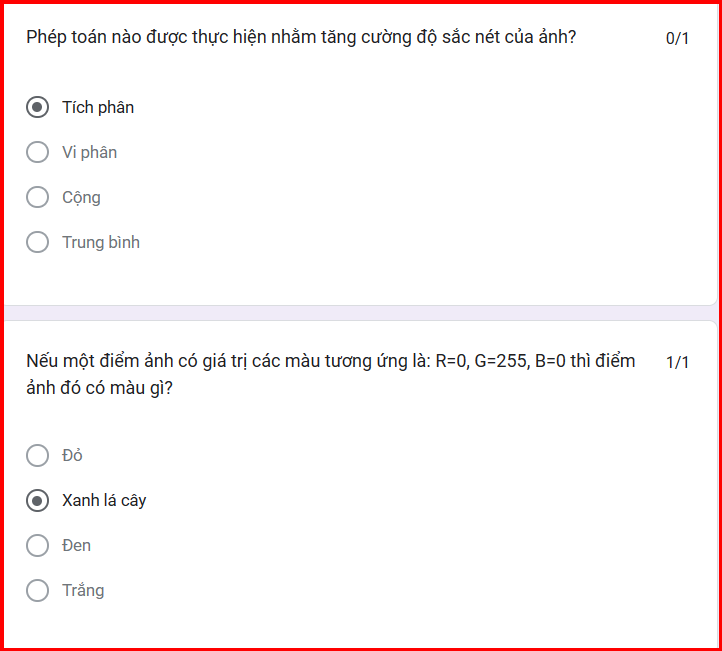 Phép toán nào được thực hiện nhằm tăng cường độ sắc nét của ảnh? 0/1
Tích phân
Vi phân
Cộng
Trung bình
Nếu một điểm ảnh có giá trị các màu tương ứng là: R=0, G=255, B=0 thì điểm 1/1
ảnh đó có màu gì?
Đỏ
Xanh lá cây
Đen
Trắng